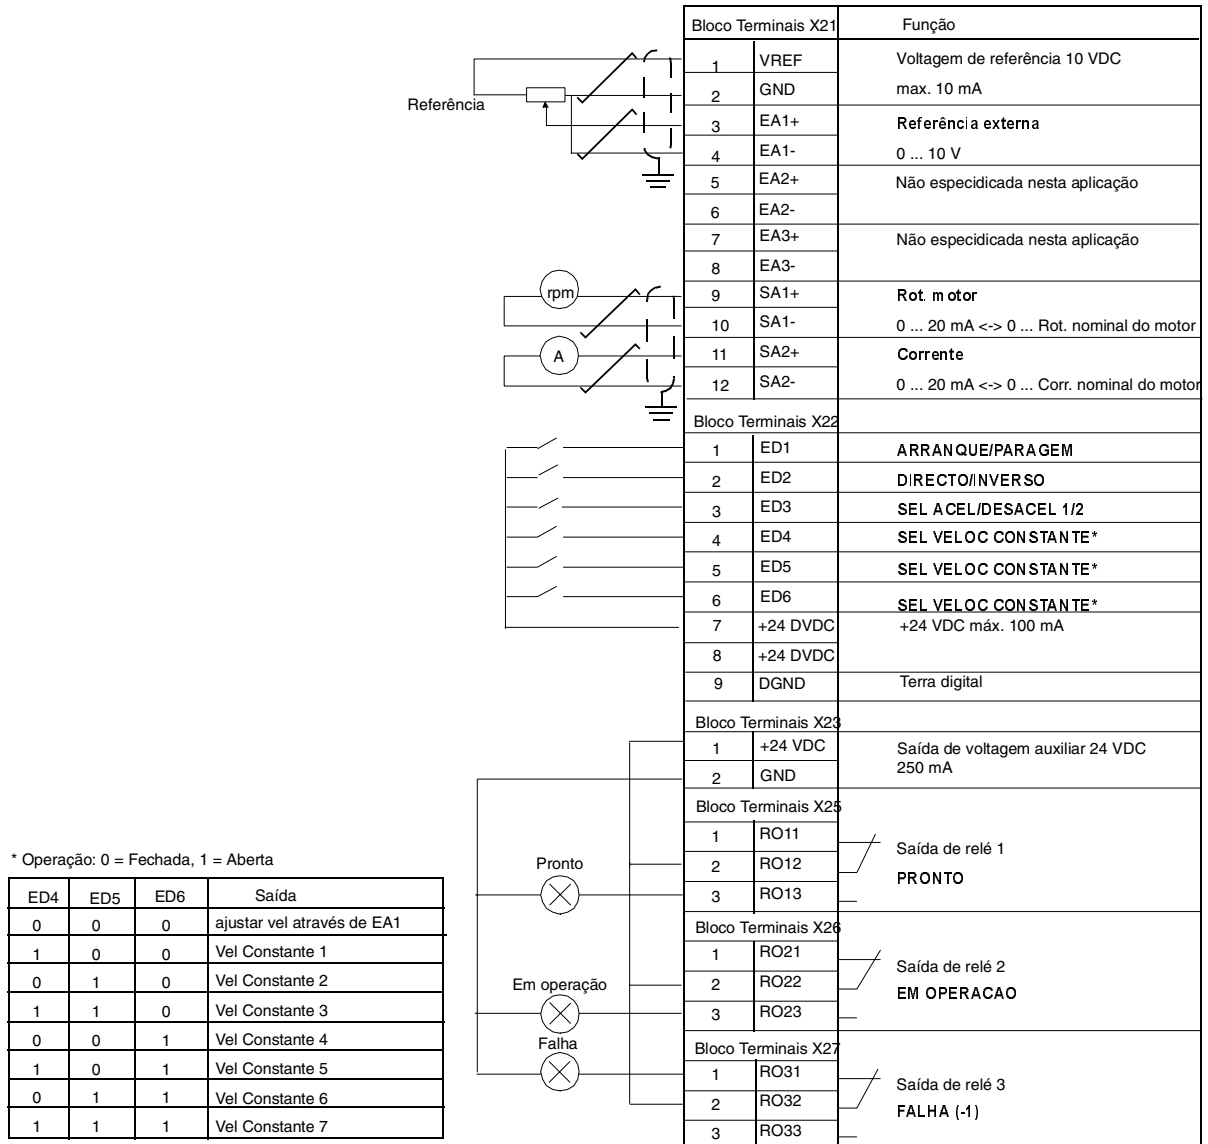 Bloco Terminais X21 Função
1 VREF Voltagem de referência 10 VDC
2 GND max. 10 mA
Referência
3 EA1+ Referência externa
4 EA1- 0 ... 10 V
5 EA2+ Não especidicada nesta aplicação
6 EA2-
7 EA3+ Não especidicada nesta aplicação
8 EA3-
rpm
9 SA1+ Rot. motor
10 SA1- 0 ... 20 mA <-> 0 ... Rot. nominal do motor
A
11 SA2+ Corrente
12 SA2- 0 ... 20 mA <-> 0 ... Corr. nominal do motor
Bloco Terminais X22
1 ED1 ARRANQUE/PARAGEM
2 ED2 DIRECTO/INVERSO
3 ED3 SEL ACEL/DESACEL 1/2
4 ED4 SEL VELOC CONSTANTE*
5 ED5 SEL VELOC CONSTANTE*
6 ED6 SEL VELOC CONSTANTE*
7 +24 DVDC +24 VDC máx. 100 mA
8 +24 DVDC
9 DGND Terra digital
Bloco Terminais X23
1 +24 VDC Saída de voltagem auxiliar 24 VDC
2 GND 250 mA
Bloco Terminais X25
1 RO11 Saída de relé 1
2 RO12 PRONTO
3 RO13
Pronto
Bloco Terminais X26
1 RO21 Saída de relé 2
2 RO22 EM OPERACAO
3 RO23
Em operação
Falha
Bloco Terminais X27
1 RO31 Saída de relé 3
2 RO32 FALHA (-1)
3 RO33
* Operação: 0 = Fechada, 1 = Aberta
ED4 ED5 ED6 Saída
0 0 0 ajustar vel através de EA1
1 0 0 Vel Constante 1
0 1 0 Vel Constante 2
1 1 0 Vel Constante 3
0 0 1 Vel Constante 4
1 0 1 Vel Constante 5
0 1 1 Vel Constante 6
1 1 1 Vel Constante 7